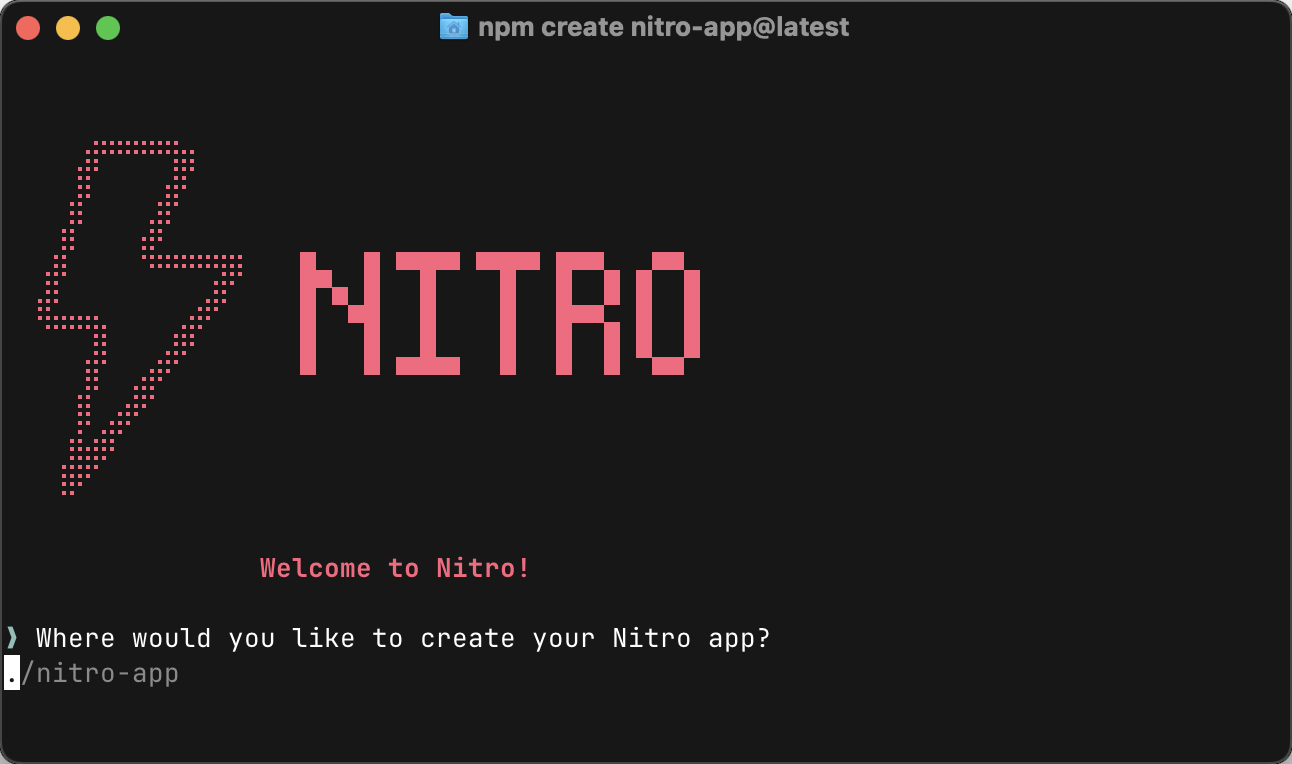 npm create nitro-app@latest
NITRO
Welcome to Nitro!
❯ Where would you like to create your Nitro app?
./nitro-app